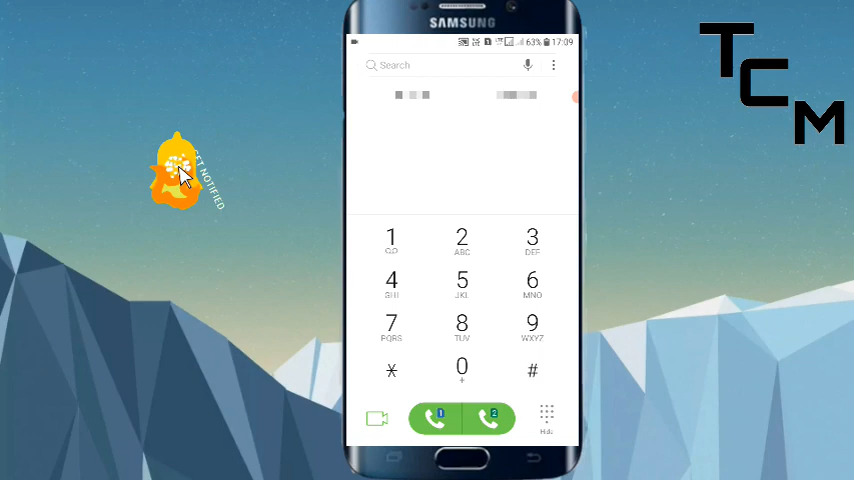 SAMSUNG
63% 17:09
Search
1 2 3
ABC DEF
4 5 6
GHI JKL MNO
7 8 9
PQRS TUV WXYZ
* 0 #
+
1 2
Hide
GET NOTIFIED
TCM